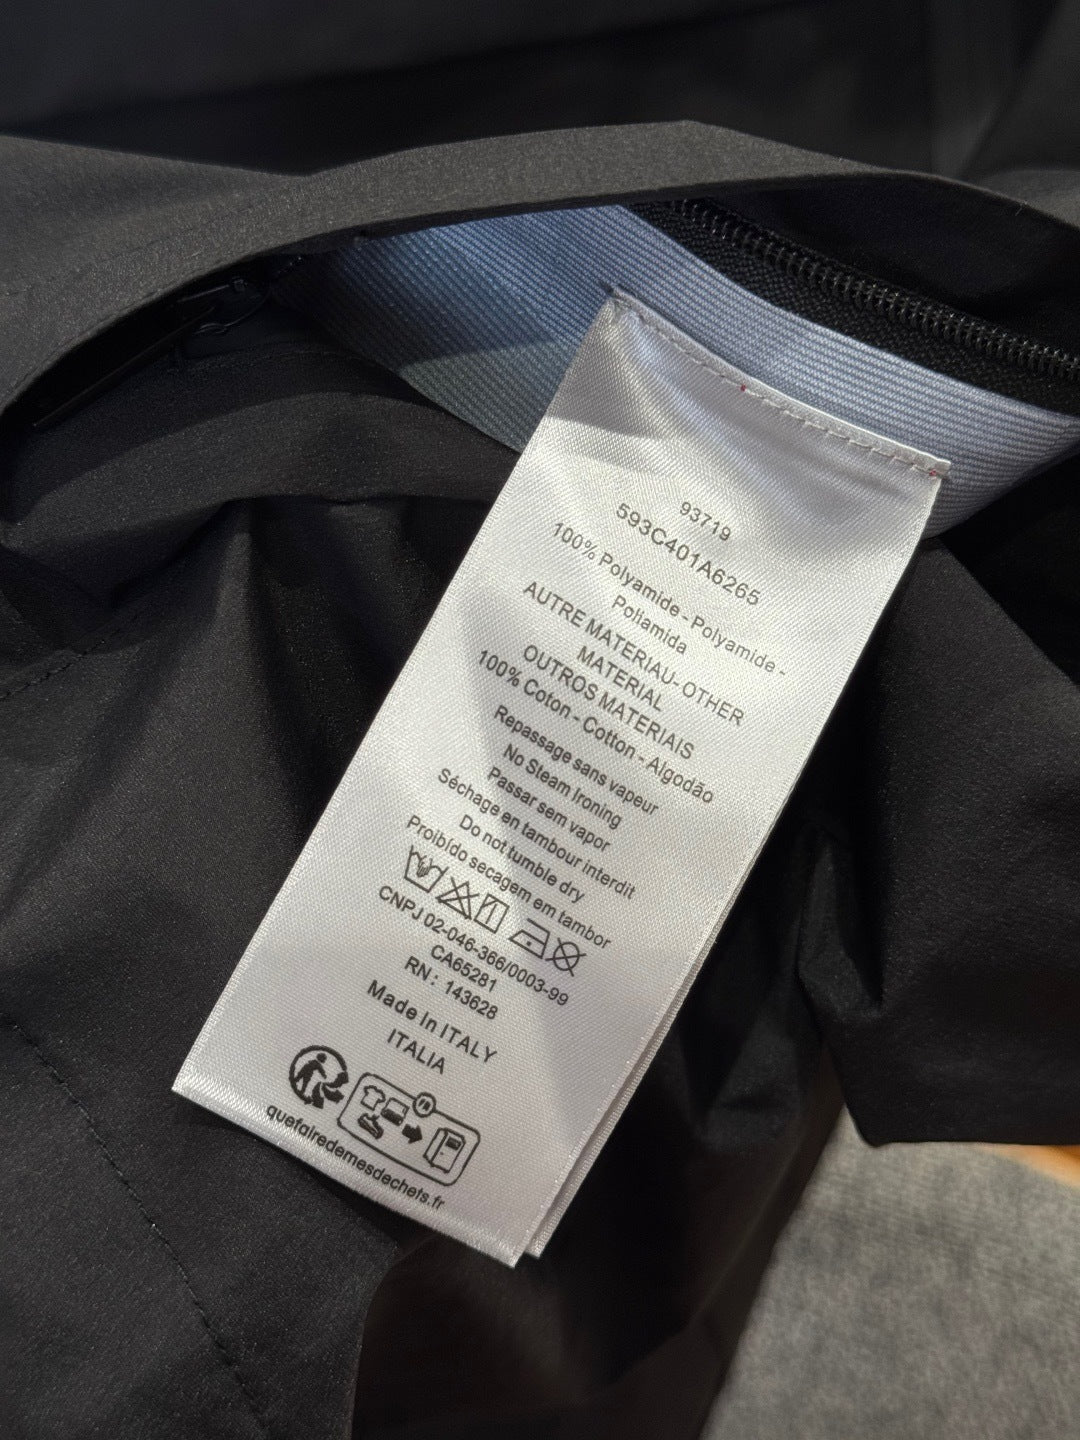 93719
593C401A6265
100% Polyamide - Polyamide -
Poliamida
AUTRE MATERIAU-OTHER
MATERIAL
OUTROS MATERIAIS
100% Coton - Cotton - Algodão
Repassage sans vapeur
No Steam Ironing
Passar sem vapor
Séchage en tambour interdit
Do not tumble dry
Proibído secagem em tambor
CNPJ 02-046-366/0003-99
CA65281
RN: 143628
Made in ITALY
ITALIA
FR
quefairedemesdechets.fr